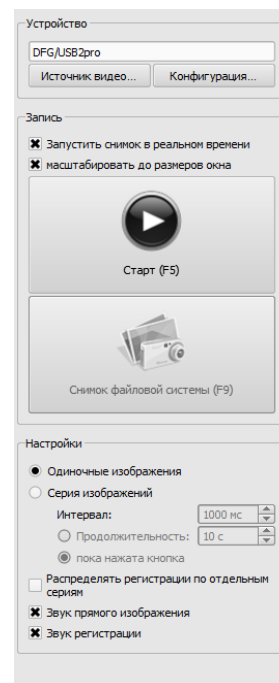 Устройство
DFG/USB2pro
Источник видео... Конфигурация...
Запись
Запустить снимок в реальном времени
масштабировать до размеров окна
Старт (F5)
Снимок файловой системы (F9)
Настройки
Одиночные изображения
Серия изображений
Интервал: 1000 мс
Продолжительность: 10 с
пока нажата кнопка
Распределять регистрации по отдельным
сериям
Звук прямого изображения
Звук регистрации